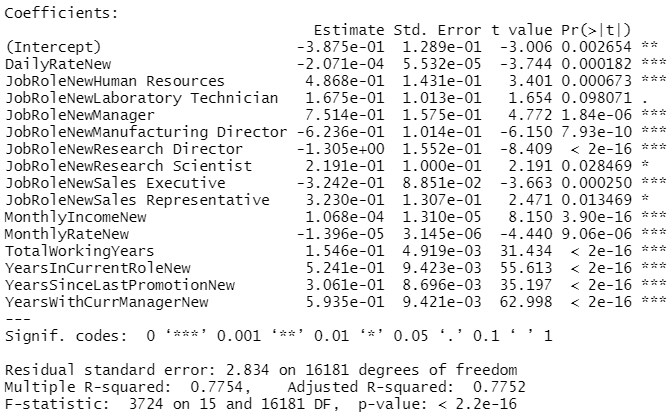 Coefficients:
Estimate Std. Error t value Pr(>|t|)
(Intercept) -3.875e-01 1.289e-01 -3.006 0.002654 **
DailyRateNew -2.071e-04 5.532e-05 -3.744 0.000182 ***
JobRoleNewHuman Resources 4.868e-01 1.431e-01 3.401 0.000673 ***
JobRoleNewLaboratory Technician 1.675e-01 1.013e-01 1.654 0.098071 .
JobRoleNewManager 7.514e-01 1.575e-01 4.772 1.84e-06 ***
JobRoleNewManufacturing Director -6.236e-01 1.014e-01 -6.150 7.93e-10 ***
JobRoleNewResearch Director -1.305e+00 1.552e-01 -8.409 < 2e-16 ***
JobRoleNewResearch Scientist 2.191e-01 1.000e-01 2.191 0.028469 *
JobRoleNewSales Executive -3.242e-01 8.851e-02 -3.663 0.000250 ***
JobRoleNewSales Representative 3.230e-01 1.307e-01 2.471 0.013469 *
MonthlyIncomeNew 1.068e-04 1.310e-05 8.150 3.90e-16 ***
MonthlyRateNew -1.396e-05 3.145e-06 -4.440 9.06e-06 ***
TotalWorkingYears 1.546e-01 4.919e-03 31.434 < 2e-16 ***
YearsInCurrentRoleNew 5.241e-01 9.423e-03 55.613 < 2e-16 ***
YearsSinceLastPromotionNew 3.061e-01 8.696e-03 35.197 < 2e-16 ***
YearsWithCurrManagerNew 5.935e-01 9.421e-03 62.998 < 2e-16 ***
---
Signif. codes: 0 ‘***’ 0.001 ‘**’ 0.01 ‘*’ 0.05 ‘.’ 0.1 ‘ ’ 1
Residual standard error: 2.834 on 16181 degrees of freedom
Multiple R-squared: 0.7754, Adjusted R-squared: 0.7752
F-statistic: 3724 on 15 and 16181 DF, p-value: < 2.2e-16